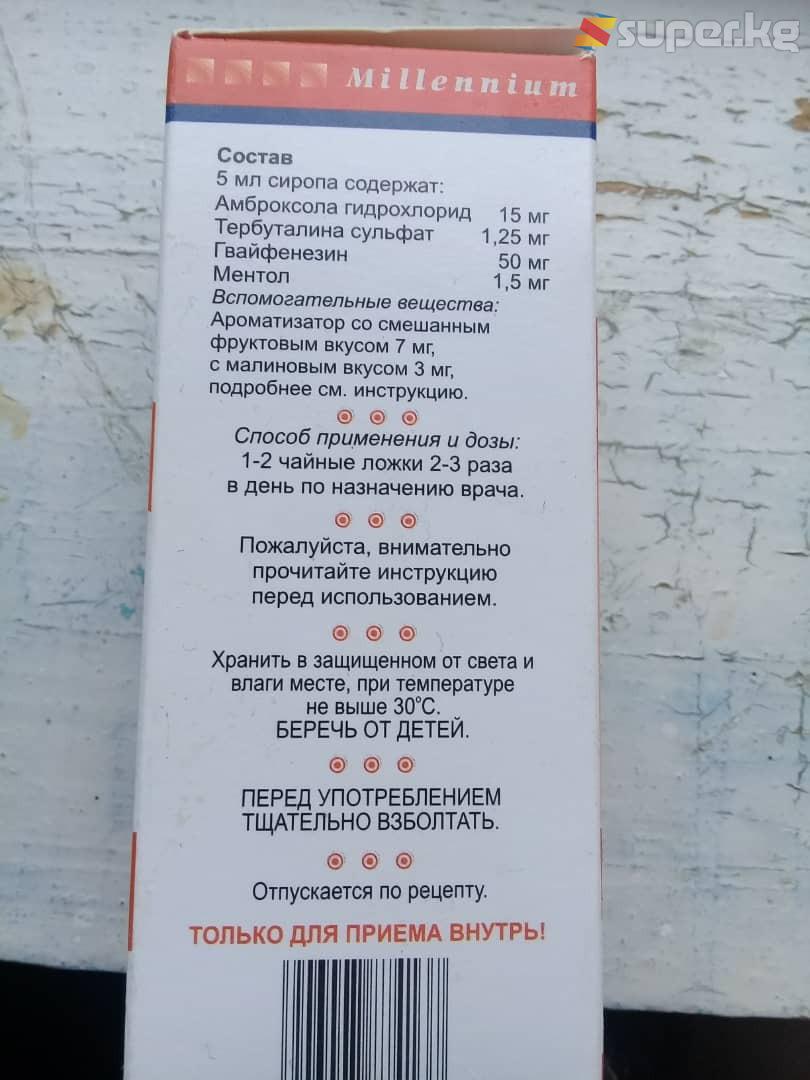 super.kg
Millennium
Состав
5 мл сиропа содержат:
Амброксола гидрохлорид 15 мг
Тербуталина сульфат 1,25 мг
Гвайфенезин 50 мг
Ментол 1,5 мг
Вспомогательные вещества:
Ароматизатор со смешанным
фруктовым вкусом 7 мг,
с малиновым вкусом 3 мг,
подробнее см. инструкцию.
Способ применения и дозы:
1-2 чайные ложки 2-3 раза
в день по назначению врача.
Пожалуйста, внимательно
прочитайте инструкцию
перед использованием.
Хранить в защищенном от света и
влаги месте, при температуре
не выше 30°С.
БЕРЕЧЬ ОТ ДЕТЕЙ.
ПЕРЕД УПОТРЕБЛЕНИЕМ
ТЩАТЕЛЬНО ВЗБОЛТАТЬ.
Отпускается по рецепту.
ТОЛЬКО ДЛЯ ПРИЕМА ВНУТРЬ!